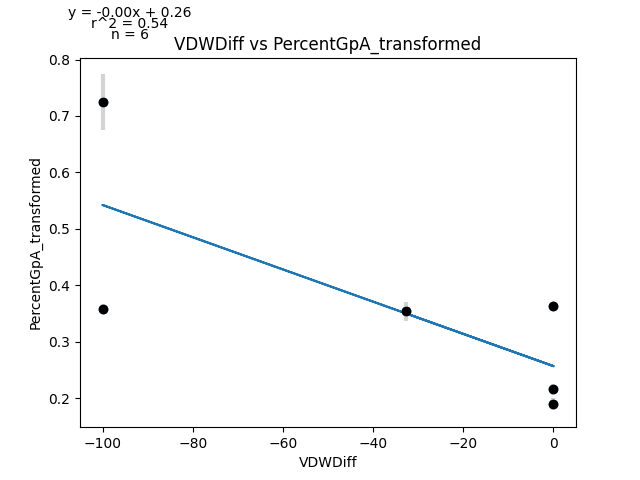 y = -0.00x + 0.26
r^2 = 0.54
n = 6
VDWDiff vs PercentGpA_transformed
0.8
0.7
0.6
0.5
0.4
0.3
0.2
PercentGpA_transformed
−100
−80
−60
−40
−20
0
VDWDiff